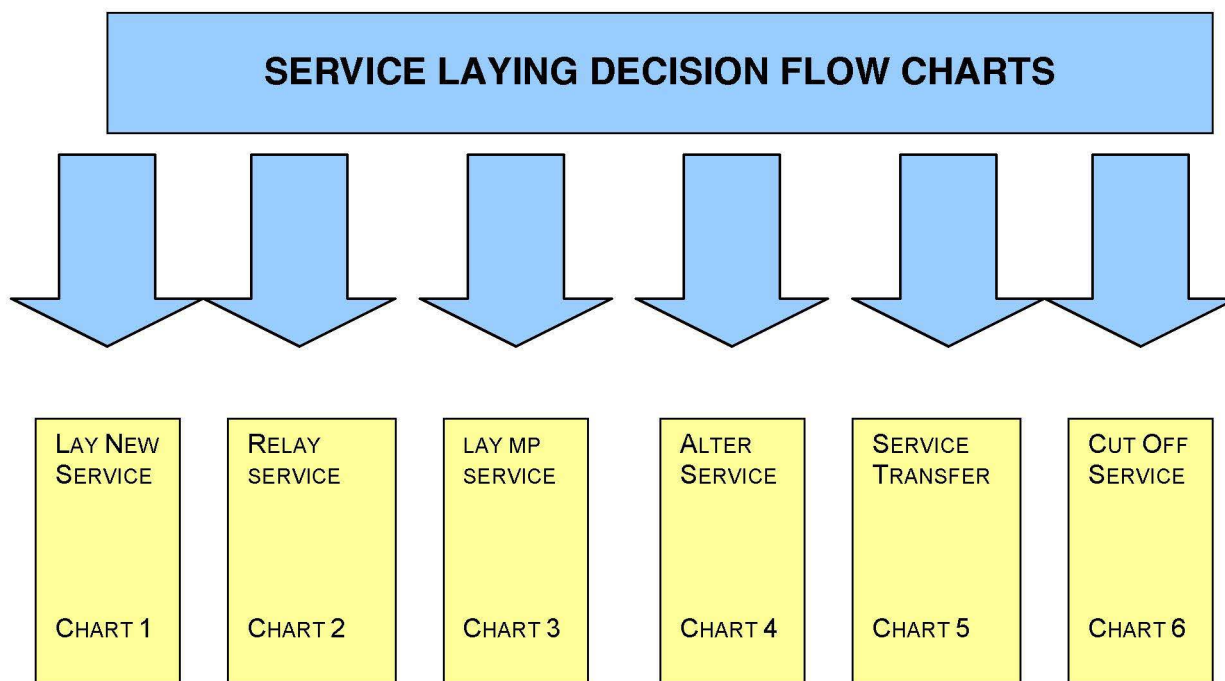 SERVICE LAYING DECISION FLOW CHARTS
LAY NEW
SERVICE
CHART 1
RELAY
SERVICE
CHART 2
LAY MP
SERVICE
CHART 3
ALTER
SERVICE
CHART 4
SERVICE
TRANSFER
CHART 5
CUT OFF
SERVICE
CHART 6